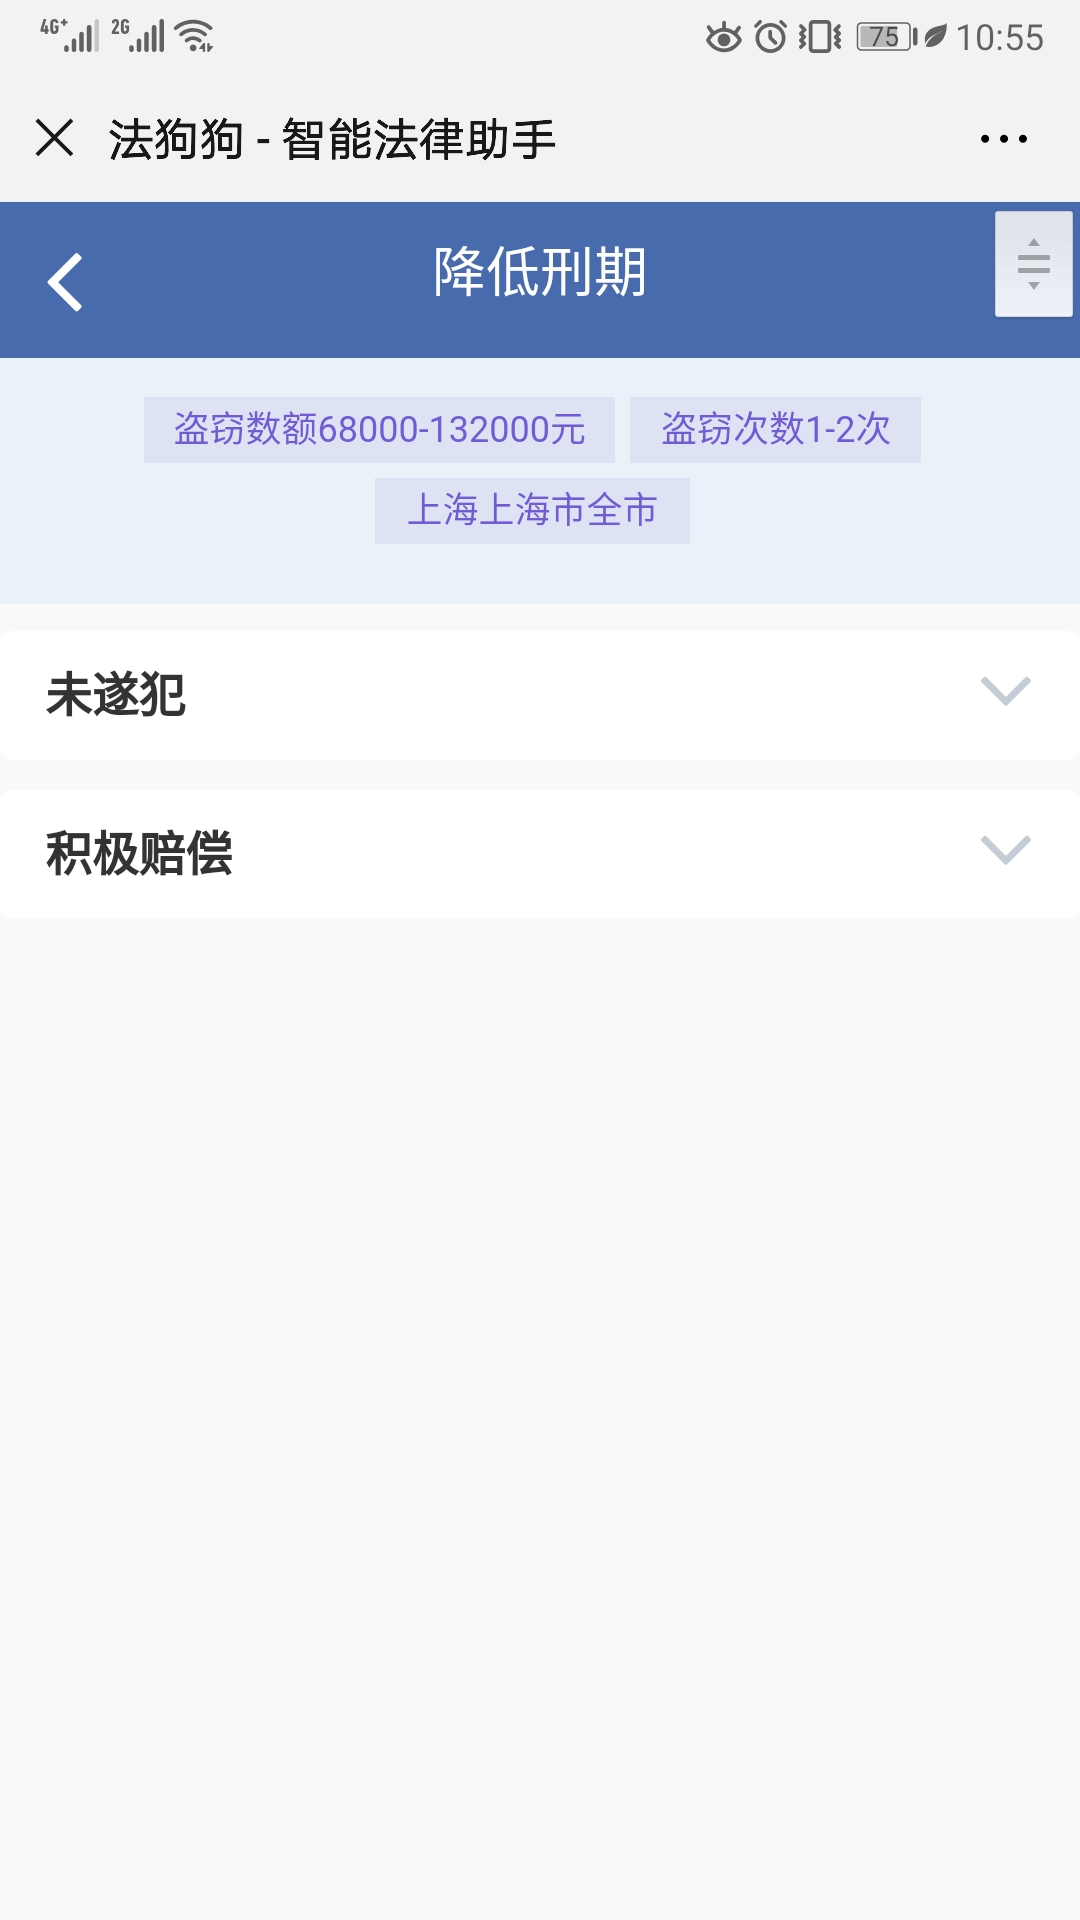 4G+ 2G 75 10:55
法狗狗 - 智能法律助手
降低刑期
盗窃数额68000-132000元 盗窃次数1-2次
上海上海市全市
未遂犯
积极赔偿